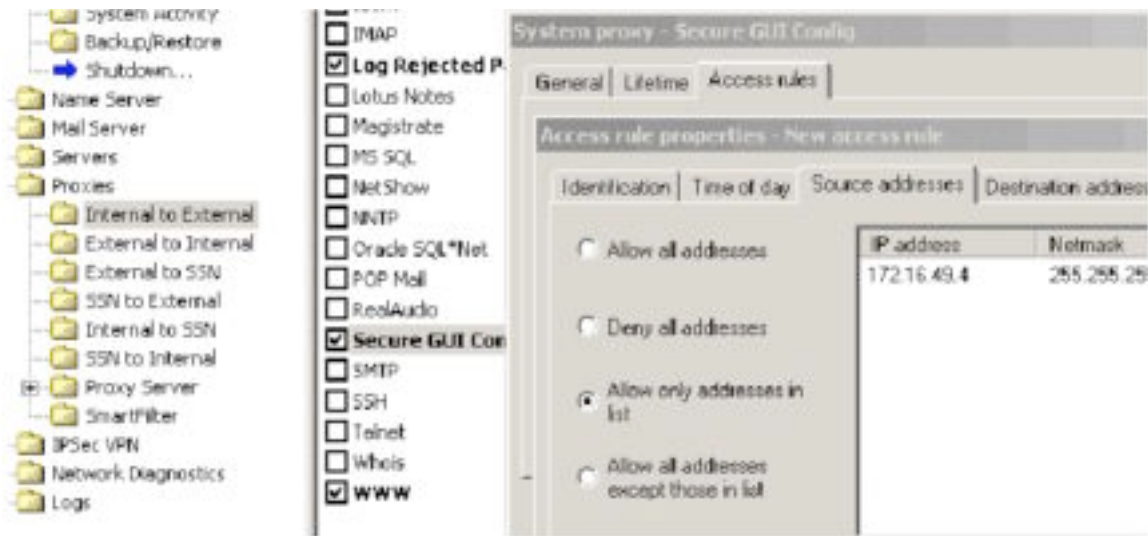 System Activity
Backup/Restore
Shutdown...
Name Server
Mail Server
Servers
Proxies
Internal to External
External to Internal
External to SSN
SSN to External
Internal to SSN
SSN to Internal
Proxy Server
SmartFilter
IPSec VPN
Network Diagnostics
Logs
IMAP
Log Rejected P
Lotus Notes
Magistrate
MS SQL
NetShow
NNTP
Oracle SQL*Net
POP Mail
RealAudio
Secure GUI Con
SMTP
SSH
Telnet
Whois
WWW
System proxy - Secure GUI Config
General Lifetime Access rules
Access rule properties - New access rule
Identification Time of day Source addresses Destination address
Allow all addresses
Deny all addresses
Allow only addresses in
list
Allow all addresses
except those in list
IP address Netmask
172.16.49.4 255.255.25